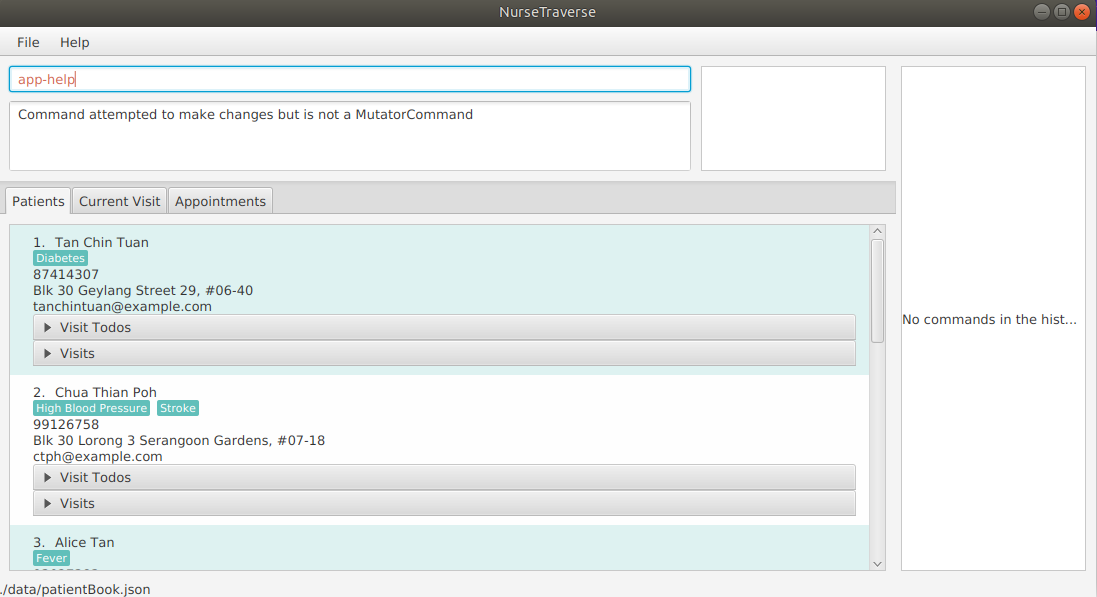 NurseTraverse
File Help
app-help
Command attempted to make changes but is not a MutatorCommand
Patients Current Visit Appointments
1. Tan Chin Tuan
Diabetes
87414307
Blk 30 Geylang Street 29, #06-40
tanchintuan@example.com
Visit Todos
Visits
2. Chua Thian Poh
High Blood Pressure Stroke
99126758
Blk 30 Lorong 3 Serangoon Gardens, #07-18
ctph@example.com
Visit Todos
Visits
3. Alice Tan
Fever
No commands in the hist...
./data/patientBook.json